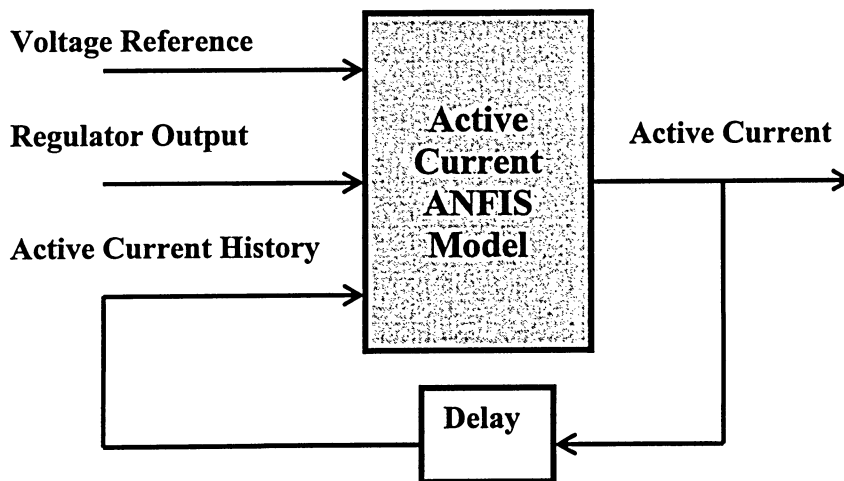 Voltage Reference
Regulator Output
Active Current History
Active
Current
ANFIS
Model
Active Current
Delay